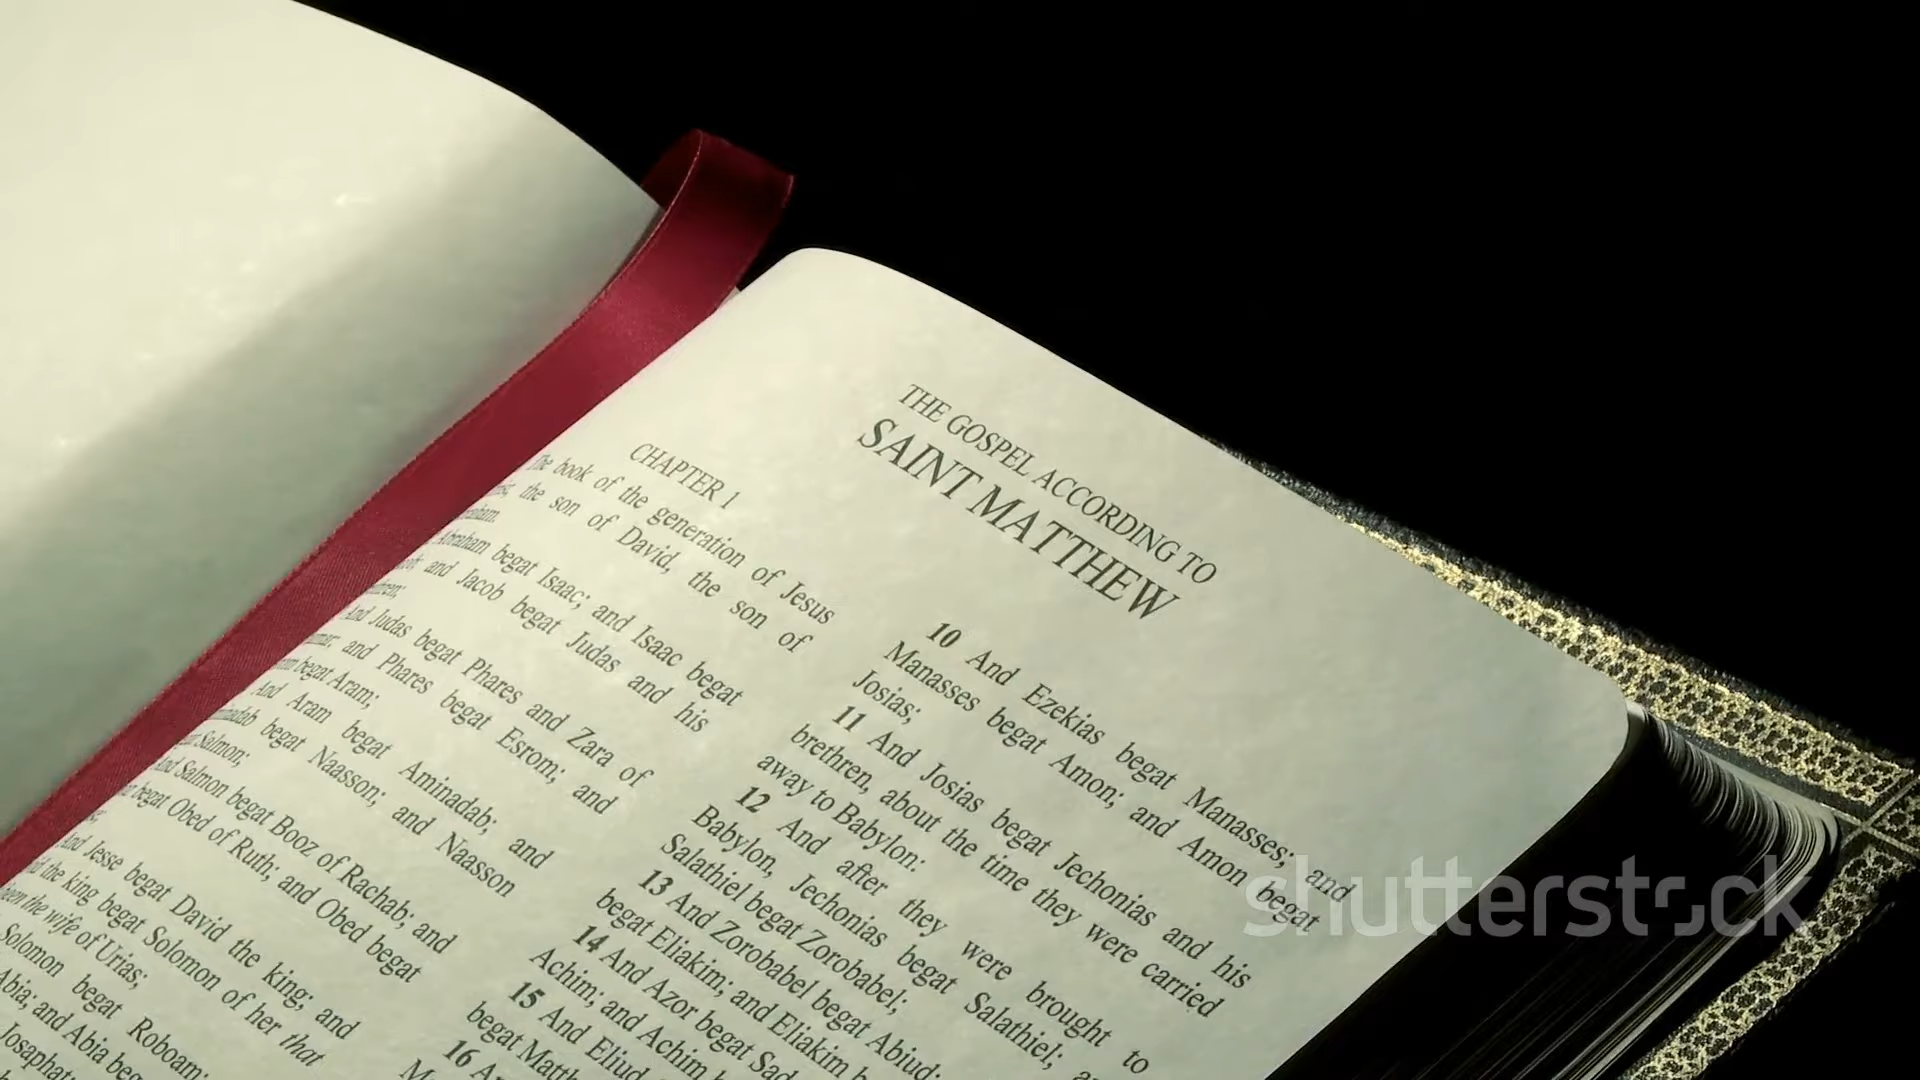 THE GOSPEL ACCORDING TO
SAINT MATTHEW
CHAPTER 1
The book of the generation of Jesus
the son of David, the son of
Abraham begat Isaac; and Isaac begat
and Jacob begat Judas and his
And Judas begat Phares and Zara of
and Phares begat Esrom; and
begat Aram;
And Aram begat Aminadab; and
begat Naasson; and Naasson
Salmon;
And Salmon begat Booz of Rachab; and
begat Obed of Ruth; and Obed begat
And Jesse begat David the king; and
the king begat Solomon of her that
the wife of Urias;
Solomon begat Roboam;
Abia; and Abia
Josaphat;
10 And Ezekias begat Manasses; and
Manasses begat Amon; and Amon begat
Josias;
11 And Josias begat Jechonias and his
brethren, about the time they were carried
away to Babylon:
12 And after they were brought to
Babylon, Jechonias begat Salathiel;
Salathiel begat Zorobabel;
13 And Zorobabel begat Abiud;
begat Eliakim; and Eliakim
14 And Azor begat
Achim; and Achim
15 And Eliud
begat
16
shutterstock